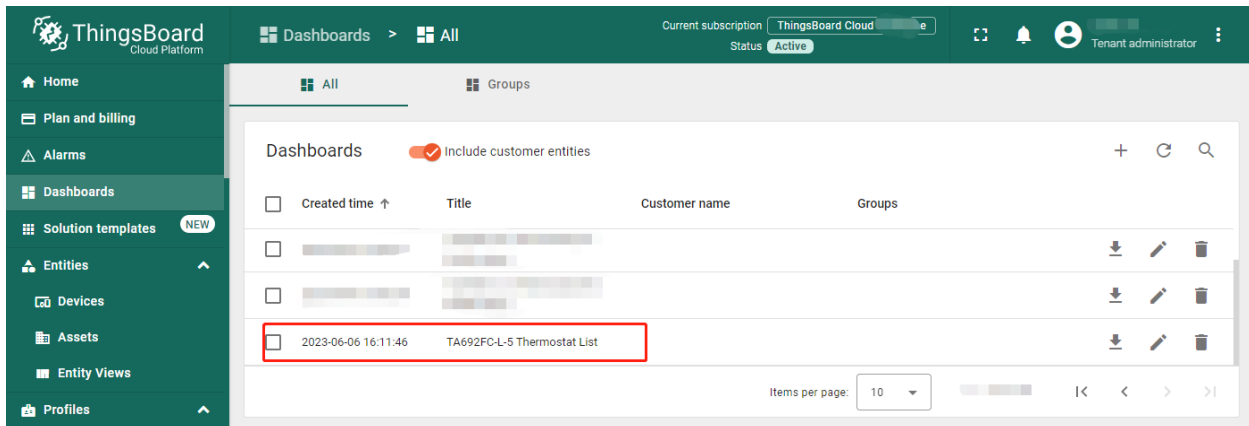 ThingsBoard
Cloud Platform
Dashboards > All
Current subscription ThingsBoard Cloud e
Status Active
Tenant administrator
Home
Plan and billing
Alarms
Dashboards
Solution templates NEW
Entities
Devices
Assets
Entity Views
Profiles
All Groups
Dashboards Include customer entities
Created time Title Customer name Groups
2023-06-06 16:11:46 TA692FC-L-5 Thermostat List
Items per page: 10